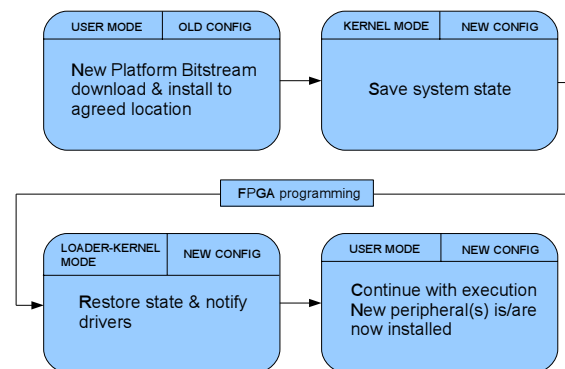 USER MODE
OLD CONFIG
New Platform Bitstream
download & install to
agreed location
KERNEL MODE
NEW CONFIG
Save system state
FPGA programming
LOADER-KERNEL
MODE
NEW CONFIG
Restore state & notify
drivers
USER MODE
NEW CONFIG
Continue with execution
New peripheral(s) is/are
now installed